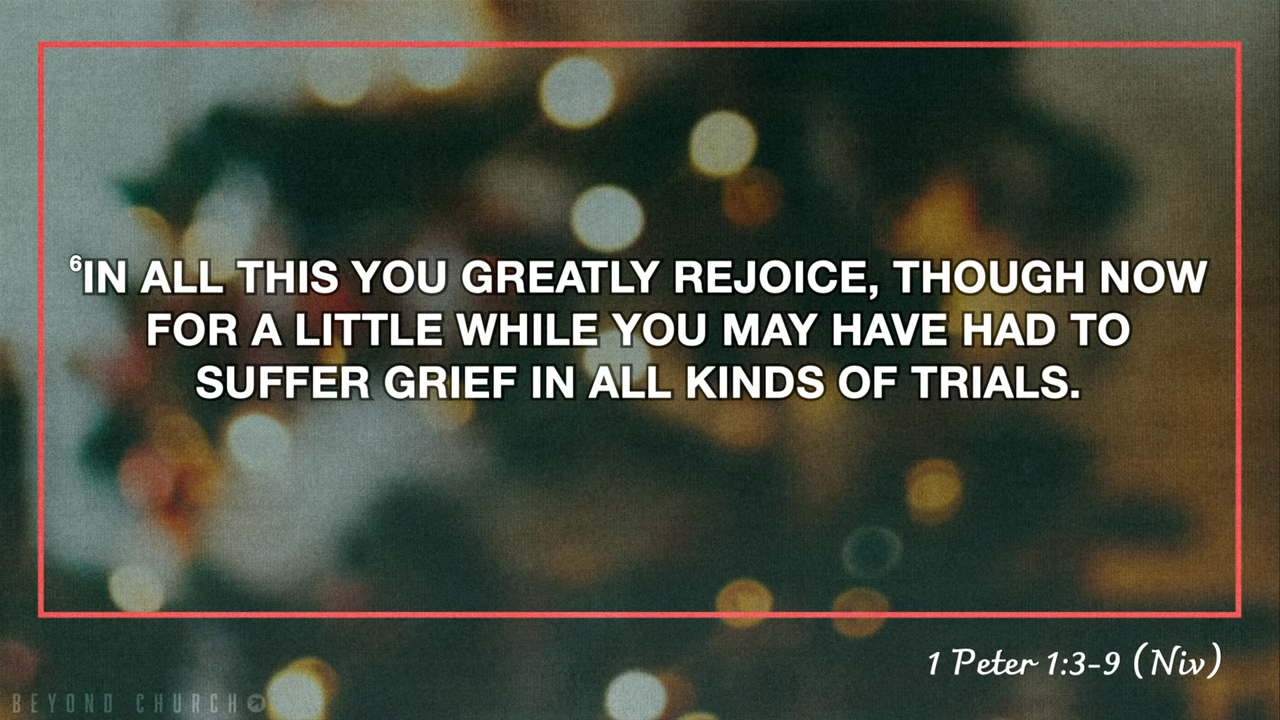 ⁶IN ALL THIS YOU GREATLY REJOICE, THOUGH NOW
FOR A LITTLE WHILE YOU MAY HAVE HAD TO
SUFFER GRIEF IN ALL KINDS OF TRIALS.
1 Peter 1:3-9 (Niv)
BEYOND CHURCH